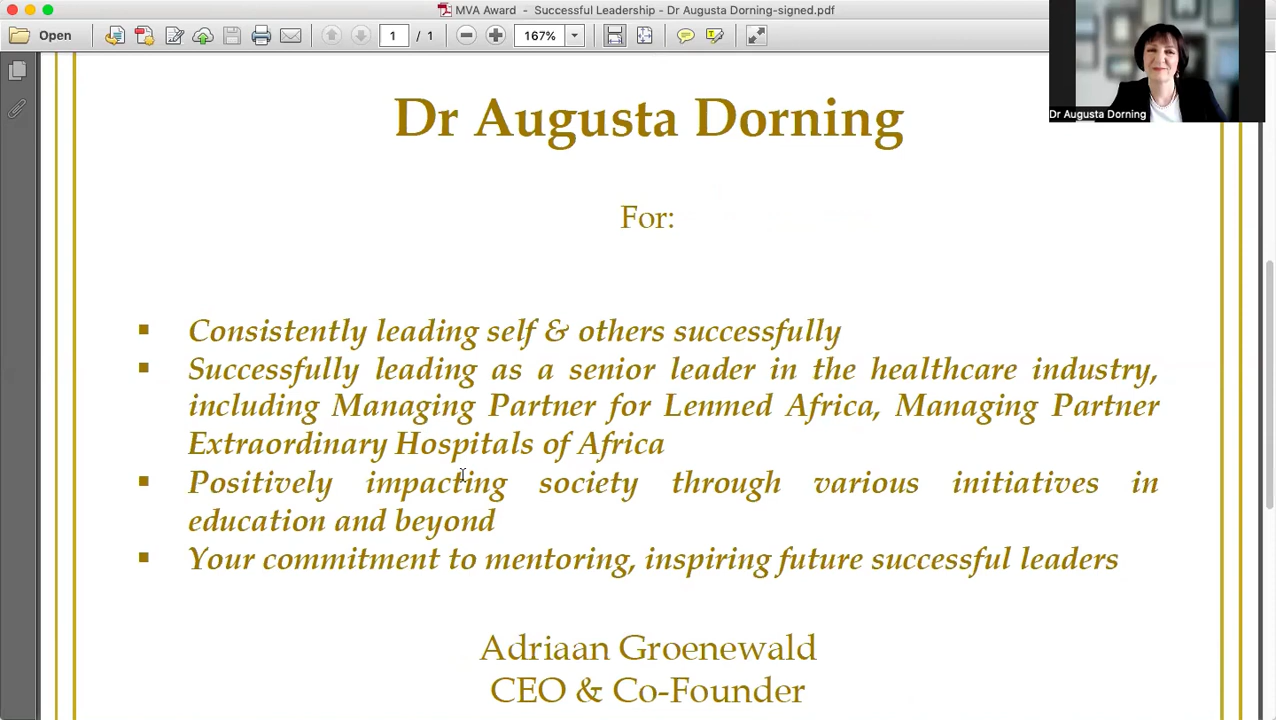 MVA Award - Successful Leadership - Dr Augusta Dorning-signed.pdf
Open
1
/ 1
167%
Dr Augusta Dorning
Dr Augusta Dorning
For:
▪ Consistently leading self & others successfully
▪ Successfully leading as a senior leader in the healthcare industry,
including Managing Partner for Lenmed Africa, Managing Partner
Extraordinary Hospitals of Africa
▪ Positively impacting society through various initiatives in
education and beyond
▪ Your commitment to mentoring, inspiring future successful leaders
Adriaan Groenewald
CEO & Co-Founder